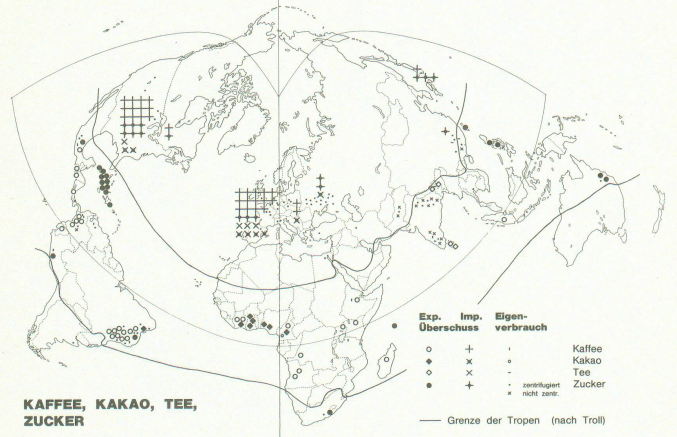 Exp. Imp. Eigen-
Überschuss verbrauch
Kaffee
Kakao
Tee
zentrifugiert Zucker
nicht zentr.
KAFFEE, KAKAO, TEE,
ZUCKER
Grenze der Tropen (nach Troll)